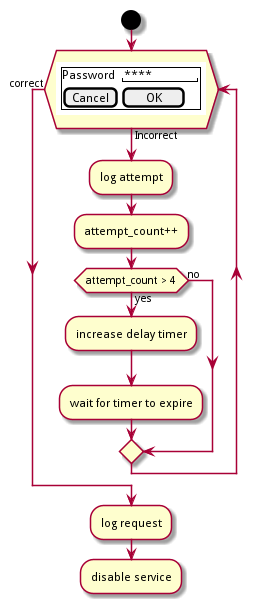 correct
Password ****
Cancel OK
Incorrect
log attempt
attempt_count++
attempt_count > 4
no
yes
increase delay timer
wait for timer to expire
log request
disable service